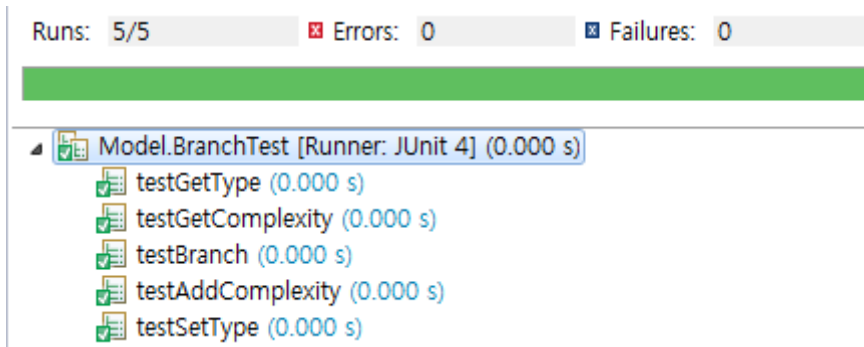 Runs: 5/5 Errors: 0 Failures: 0
Model.BranchTest [Runner: JUnit 4] (0.000 s)
testGetType (0.000 s)
testGetComplexity (0.000 s)
testBranch (0.000 s)
testAddComplexity (0.000 s)
testSetType (0.000 s)